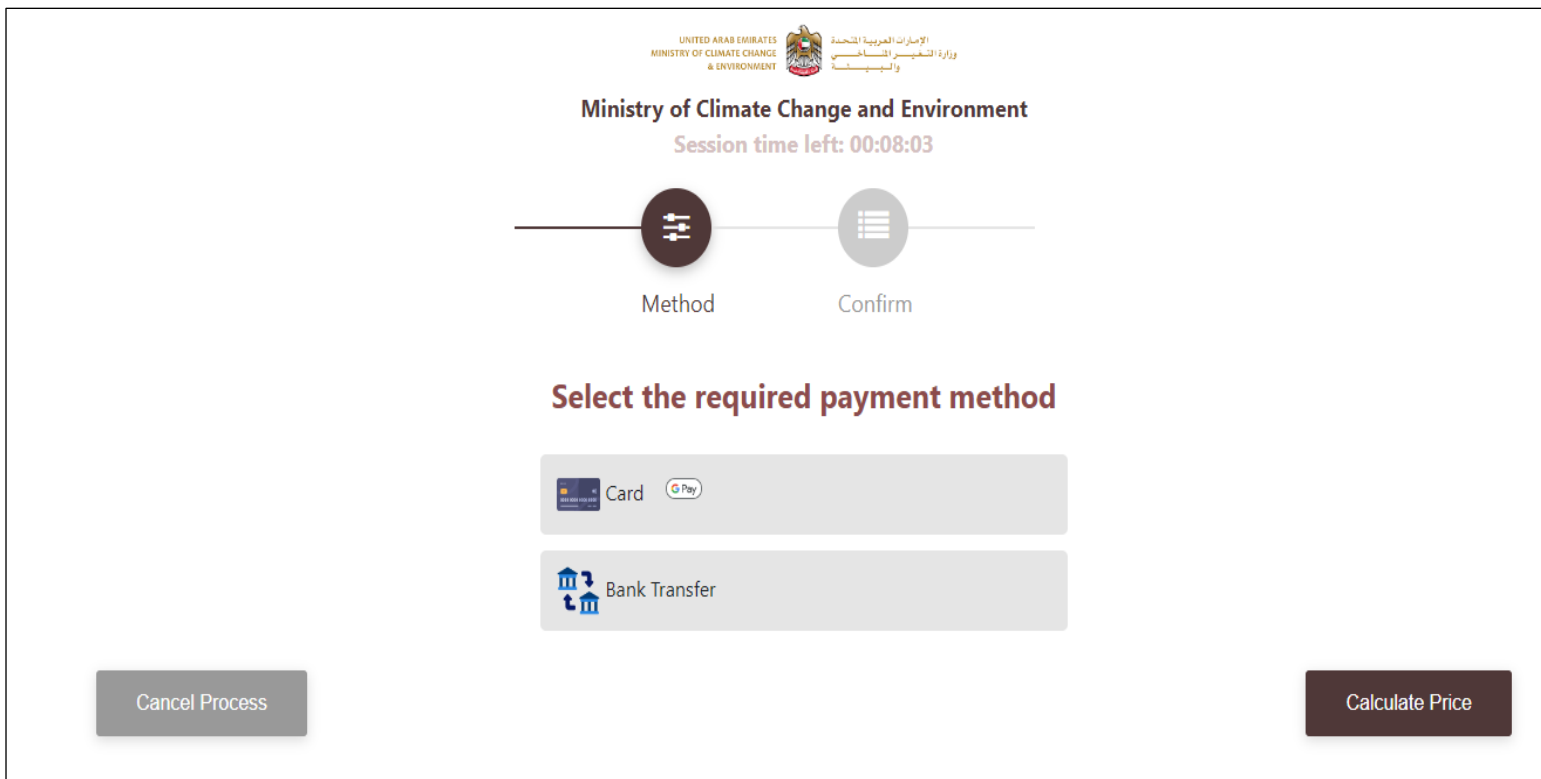 UNITED ARAB EMIRATES
MINISTRY OF CLIMATE CHANGE
& ENVIRONMENT
الإمارات العربية المتحدة
وزارة التغير المناخي
والبيئة
Ministry of Climate Change and Environment
Session time left: 00:08:03
Method
Confirm
Select the required payment method
Card
G Pay
Bank Transfer
Cancel Process
Calculate Price